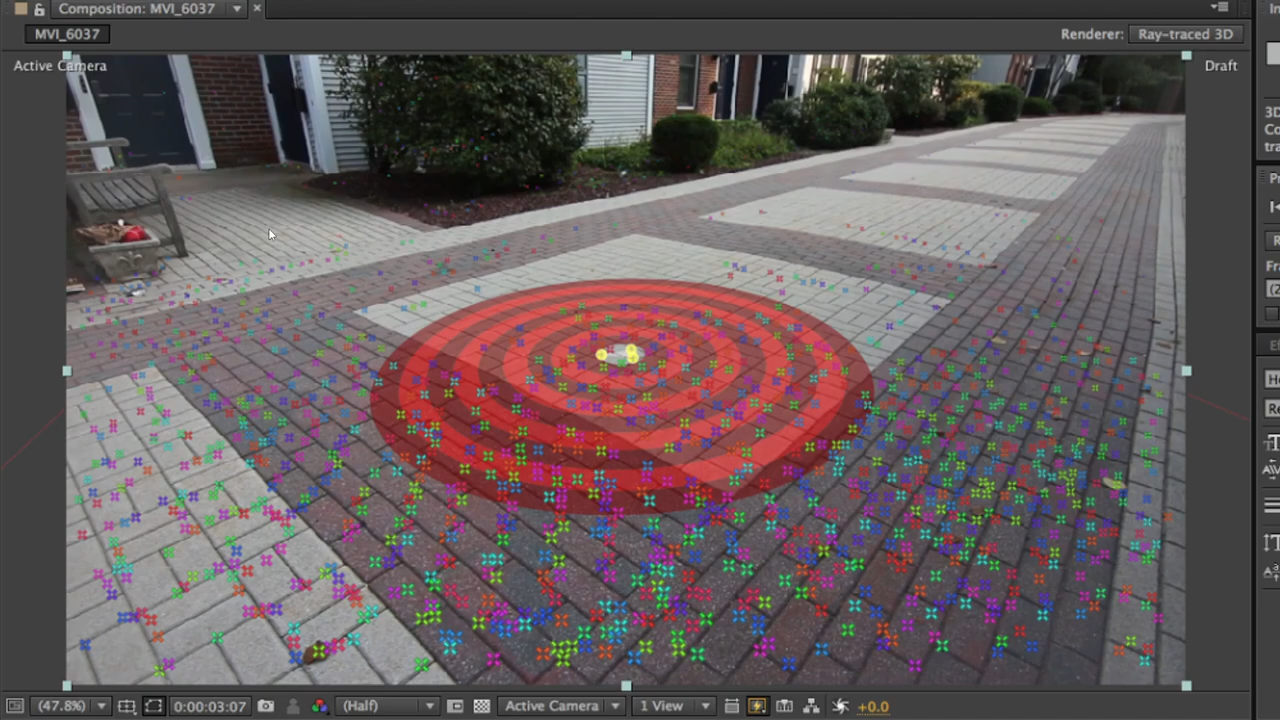 Composition: MVI_6037
MVI_6037
Renderer: Ray-traced 3D
Active Camera
Draft
3D
(47.8%)
0:00:03:07
(Half)
Active Camera
1 View
+0.0